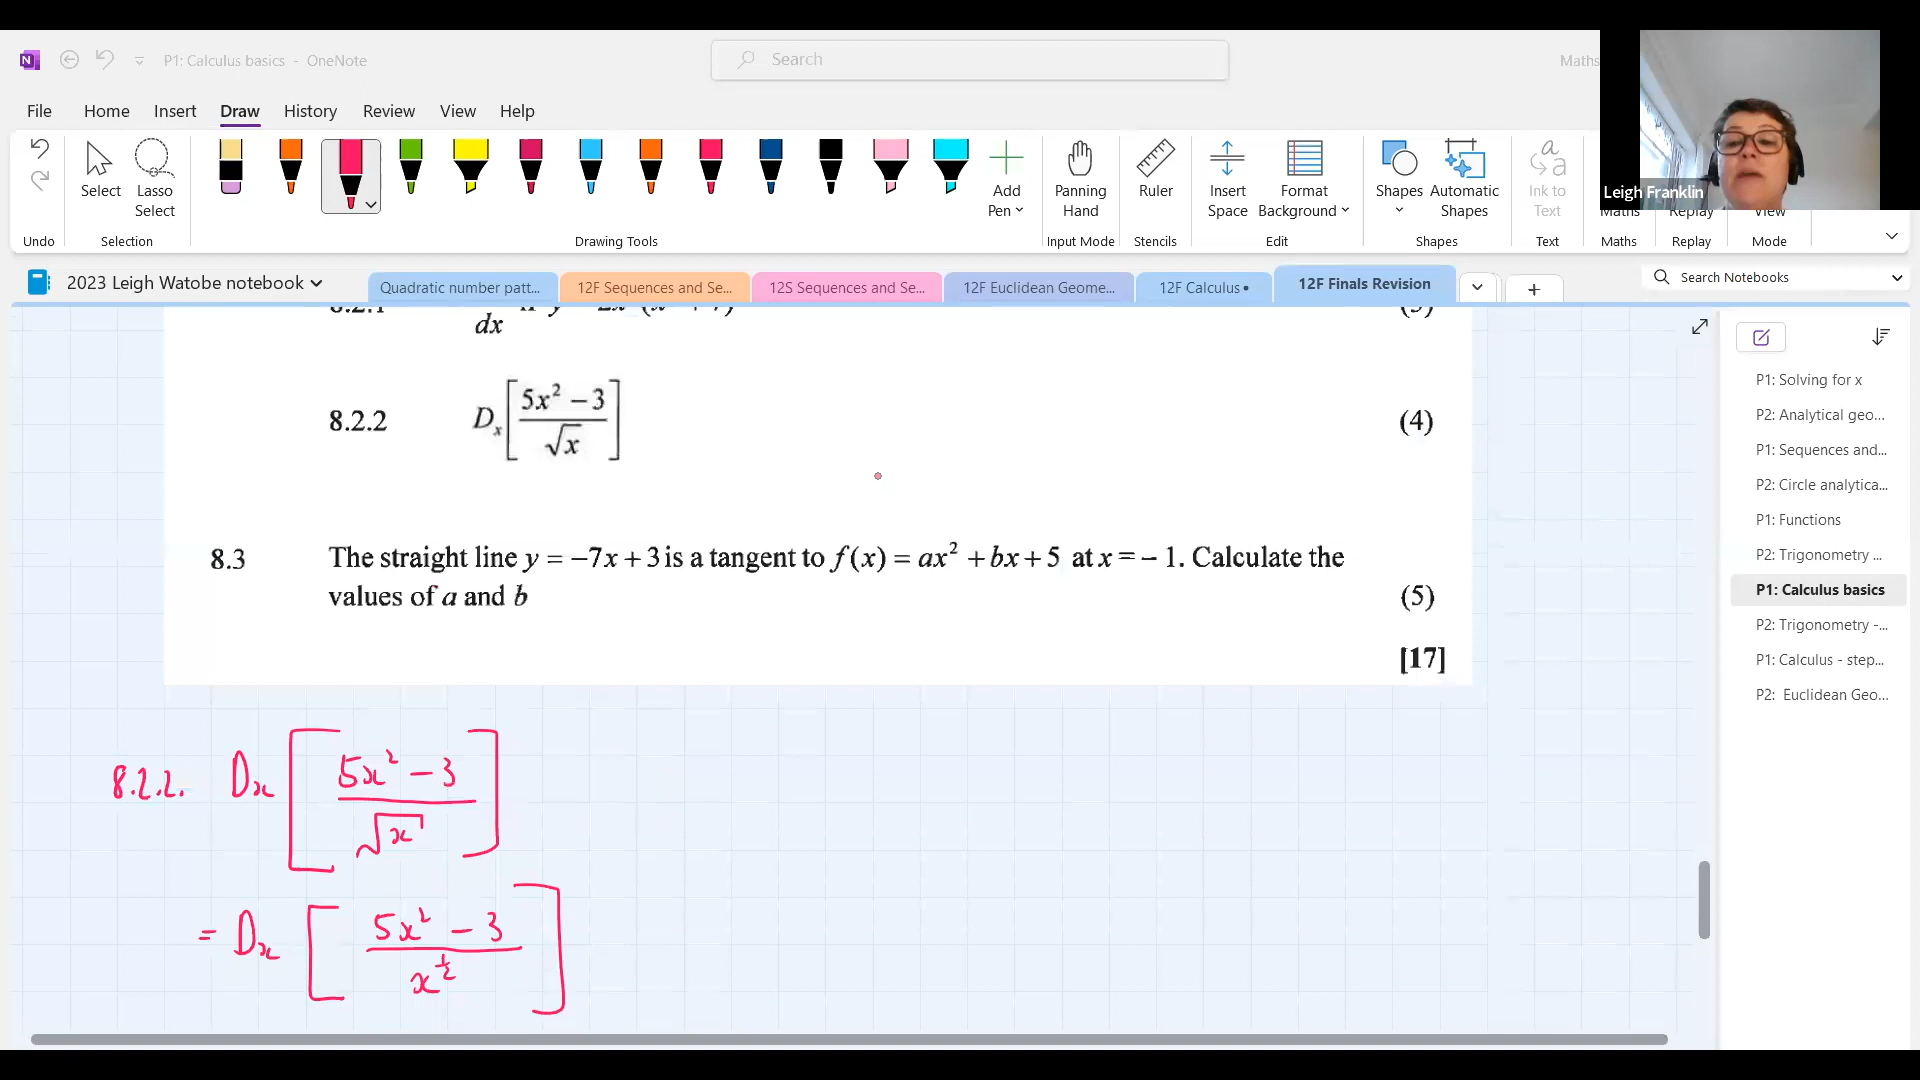 P1: Calculus basics - OneNote
Search
Maths
File Home Insert Draw History Review View Help
Undo
Select
Lasso Select
Selection
Drawing Tools
Add Pen
Panning Hand
Input Mode
Ruler
Stencils
Insert Space
Format Background
Edit
Shapes
Automatic Shapes
Shapes
Ink to Text
Text
Maths
Maths
Replay
Replay
View
Mode
Leigh Franklin
2023 Leigh Watobe notebook
Quadratic number patt...
12F Sequences and Se...
12S Sequences and Se...
12F Euclidean Geome...
12F Calculus •
12F Finals Revision
Search Notebooks
dx
8.2.2 Dx[(5x² − 3)/√x] (4)
8.3 The straight line y = −7x + 3 is a tangent to f(x) = ax² + bx + 5 at x = − 1. Calculate the
values of a and b (5)
[17]
8.2.2. Dx [(5x² − 3)/√x]
= Dx [(5x² − 3)/x^½]
P1: Solving for x
P2: Analytical geo...
P1: Sequences and...
P2: Circle analytica...
P1: Functions
P2: Trigonometry ...
P1: Calculus basics
P2: Trigonometry -...
P1: Calculus - step...
P2: Euclidean Geo...